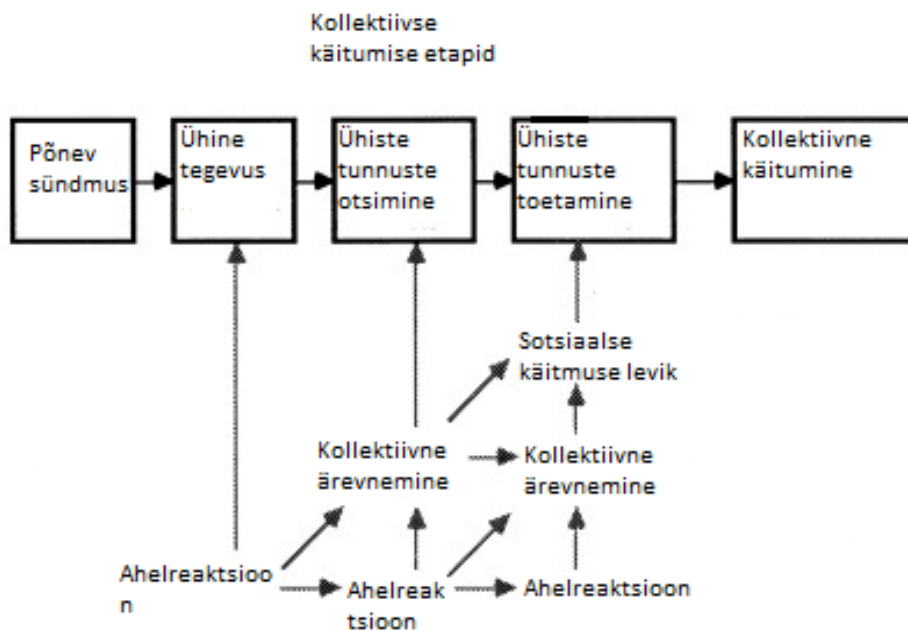 Kollektiivse
käitumise etapid
Põnev
sündmus
Ühine
tegevus
Ühiste
tunnuste
otsimine
Ühiste
tunnuste
toetamine
Kollektiivne
käitumine
Sotsiaalse
käitmuse levik
Kollektiivne
ärevnemine
Kollektiivne
ärevnemine
Ahelreaktsioo
n
Ahelreak
tsioon
Ahelreaktsioon